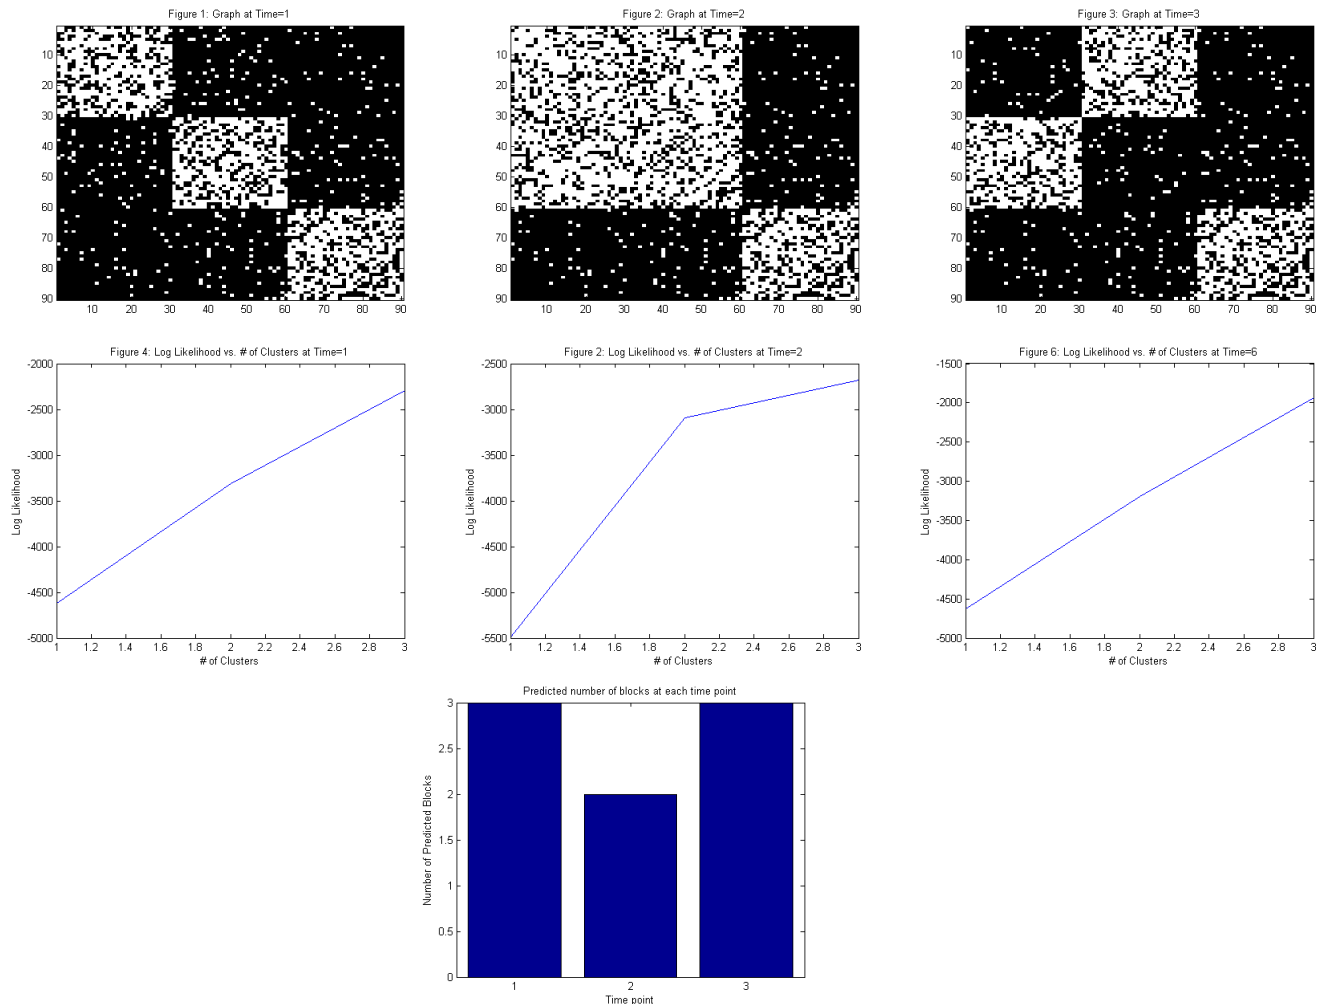 Figure 1: Graph at Time=1
10
20
30
40
50
60
70
80
90
10 20 30 40 50 60 70 80 90
Figure 2: Graph at Time=2
10
20
30
40
50
60
70
80
90
10 20 30 40 50 60 70 80 90
Figure 3: Graph at Time=3
10
20
30
40
50
60
70
80
90
10 20 30 40 50 60 70 80 90
Figure 4: Log Likelihood vs. # of Clusters at Time=1
Log Likelihood
-2000
-2500
-3000
-3500
-4000
-4500
-5000
1 1.2 1.4 1.6 1.8 2 2.2 2.4 2.6 2.8 3
# of Clusters
Figure 2: Log Likelihood vs. # of Clusters at Time=2
Log Likelihood
-2500
-3000
-3500
-4000
-4500
-5000
-5500
1 1.2 1.4 1.6 1.8 2 2.2 2.4 2.6 2.8 3
# of Clusters
Figure 6: Log Likelihood vs. # of Clusters at Time=6
Log Likelihood
-1500
-2000
-2500
-3000
-3500
-4000
-4500
-5000
1 1.2 1.4 1.6 1.8 2 2.2 2.4 2.6 2.8 3
# of Clusters
Predicted number of blocks at each time point
Number of Predicted Blocks
3
2.5
2
1.5
1
0.5
0
1 2 3
Time point